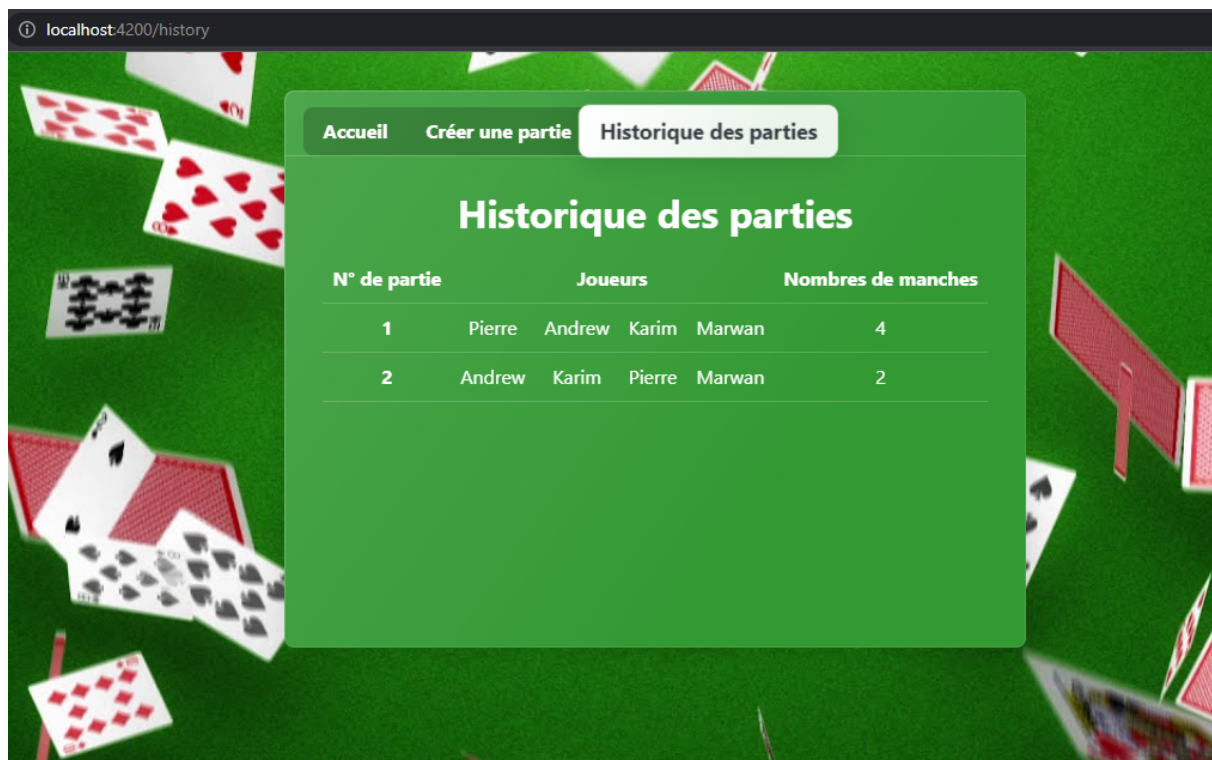 localhost:4200/history
Accueil Créer une partie Historique des parties
Historique des parties
N° de partie Joueurs Nombres de manches
1 Pierre Andrew Karim Marwan 4
2 Andrew Karim Pierre Marwan 2